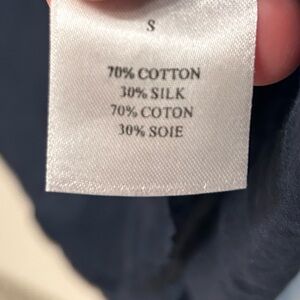 S
70% COTTON
30% SILK
70% COTON
30% SOIE